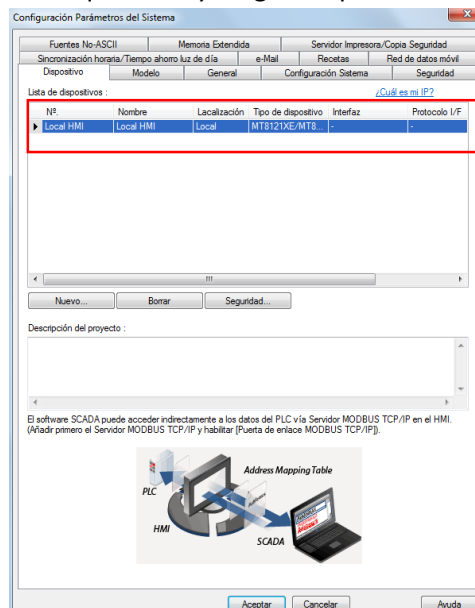 Configuración Parámetros del Sistema
Fuentes No-ASCII Memoria Extendida Servidor Impresora/Copia Seguridad
Sincronización horaria/Tiempo ahorro luz de día e-Mail Recetas Red de datos móvil
Dispositivo Modelo General Configuración Sistema Seguridad
Lista de dispositivos : ¿Cuál es mi IP?
Nº. Nombre Localización Tipo de dispositivo Interfaz Protocolo I/F
Local HMI Local HMI Local MT8121XE/MT8... - -
Nuevo... Borrar Seguridad...
Descripción del proyecto :
El software SCADA puede acceder indirectamente a los datos del PLC vía Servidor MODBUS TCP/IP en el HMI.
(Añadir primero el Servidor MODBUS TCP/IP y habilitar [Puerta de enlace MODBUS TCP/IP]).
Address Mapping Table
PLC
HMI
SCADA
Aceptar Cancelar Ayuda